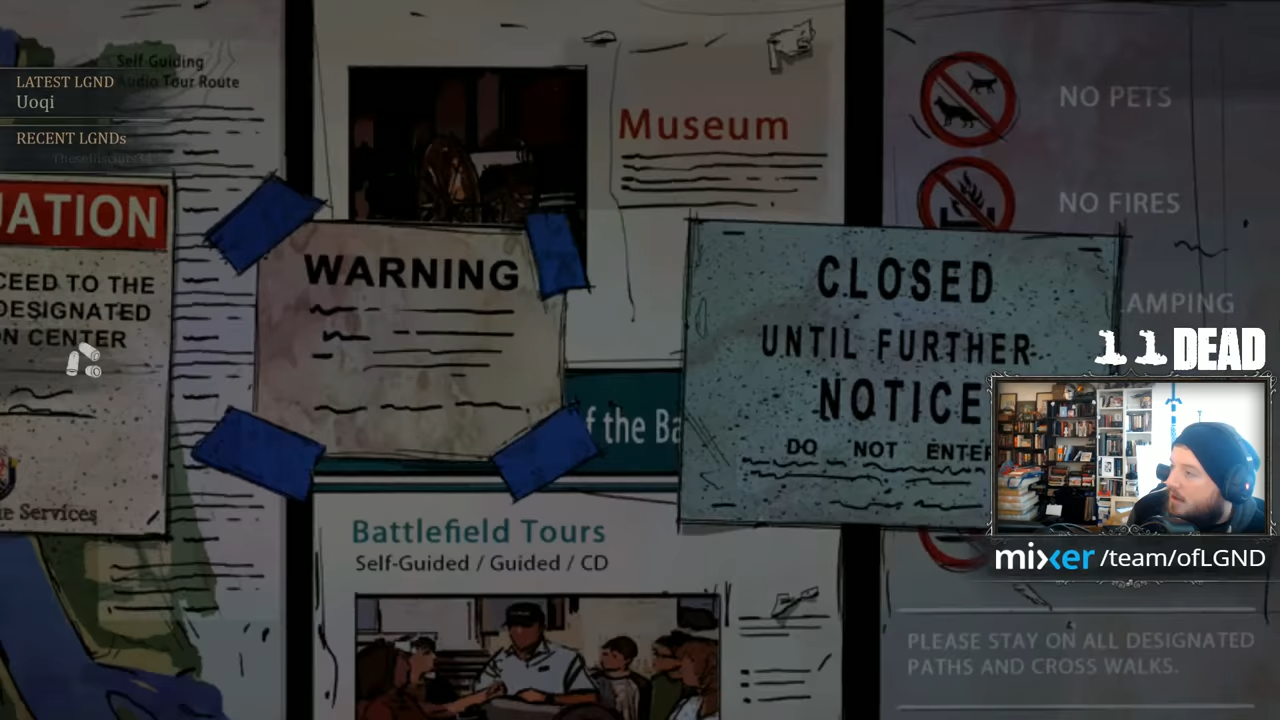 Self-Guiding
Audio Tour Route
LATEST LGND
Uoqi
RECENT LGNDs
UATION
CEED TO THE
DESIGNATED
ON CENTER
e Services
Museum
WARNING
f the Ba
Battlefield Tours
Self-Guided / Guided / CD
NO PETS
NO FIRES
AMPING
CLOSED
UNTIL FURTHER
NOTICE
DO NOT ENTER
11DEAD
mixer/team/ofLGND
PLEASE STAY ON ALL DESIGNATED
PATHS AND CROSS WALKS.